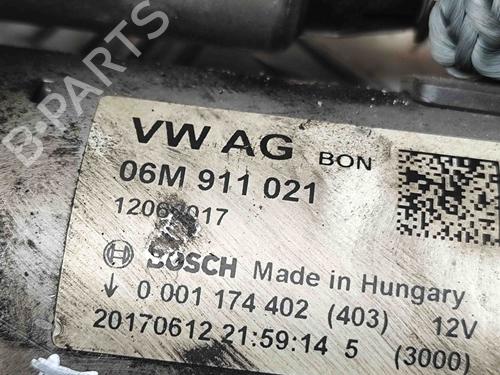 B-PARTS
VW AG BON
06M 911 021
BOSCH Made in Hungary
↓ 0 001 174 402 (403) 12V
20170612 21:59:14 5 (3000)